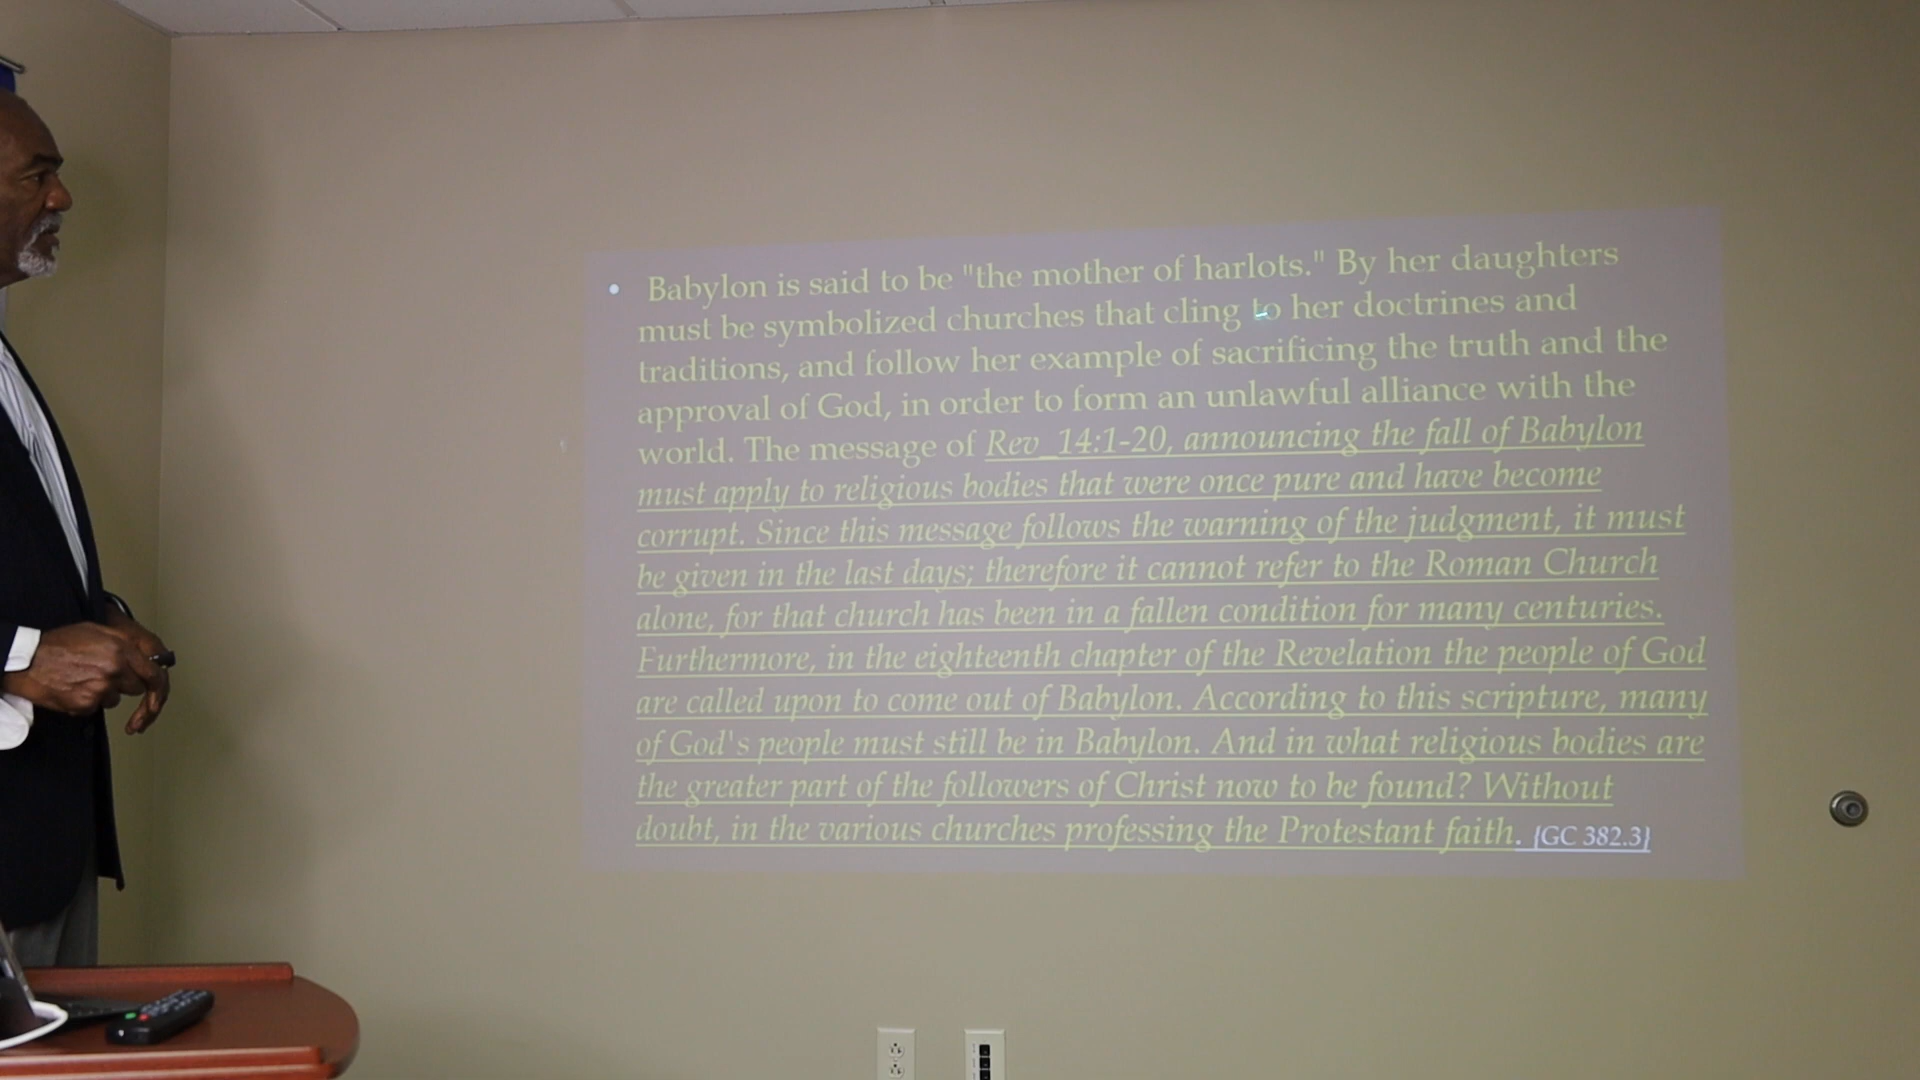 • Babylon is said to be "the mother of harlots." By her daughters
must be symbolized churches that cling to her doctrines and
traditions, and follow her example of sacrificing the truth and the
approval of God, in order to form an unlawful alliance with the
world. The message of Rev_14:1-20, announcing the fall of Babylon
must apply to religious bodies that were once pure and have become
corrupt. Since this message follows the warning of the judgment, it must
be given in the last days; therefore it cannot refer to the Roman Church
alone, for that church has been in a fallen condition for many centuries.
Furthermore, in the eighteenth chapter of the Revelation the people of God
are called upon to come out of Babylon. According to this scripture, many
of God's people must still be in Babylon. And in what religious bodies are
the greater part of the followers of Christ now to be found? Without
doubt, in the various churches professing the Protestant faith. {GC 382.3}